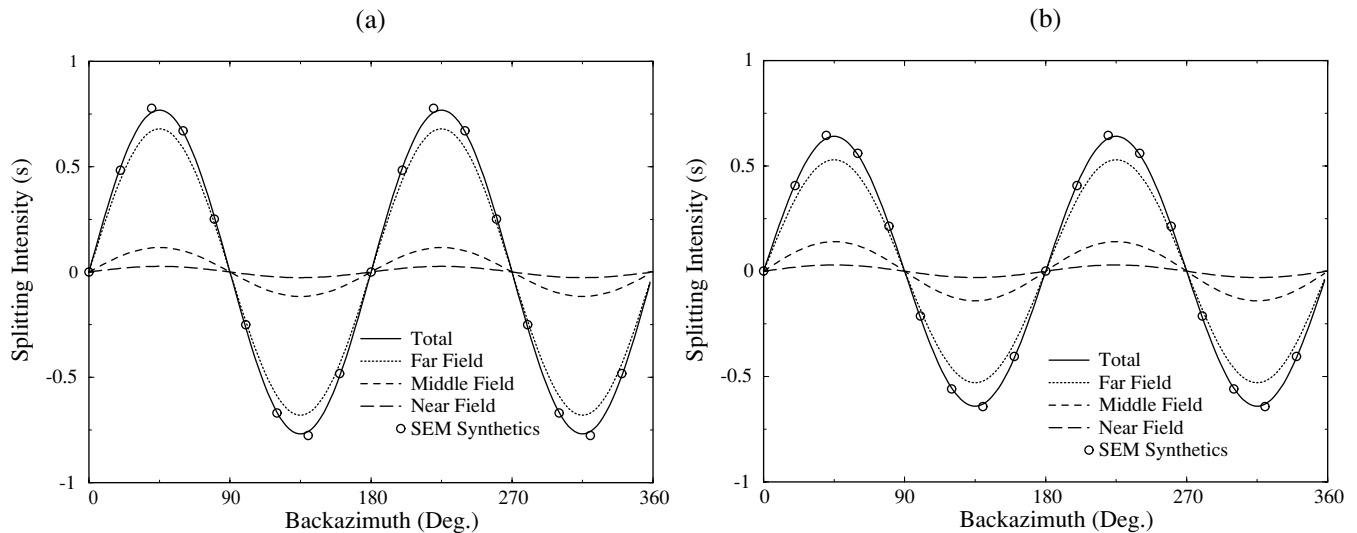 (a)
1
0.5
0
-0.5
-1
Splitting Intensity (s)
Total
Far Field
Middle Field
Near Field
SEM Synthetics
0
90
180
270
360
Backazimuth (Deg.)
(b)
1
0.5
0
-0.5
-1
Splitting Intensity (s)
Total
Far Field
Middle Field
Near Field
SEM Synthetics
0
90
180
270
360
Backazimuth (Deg.)